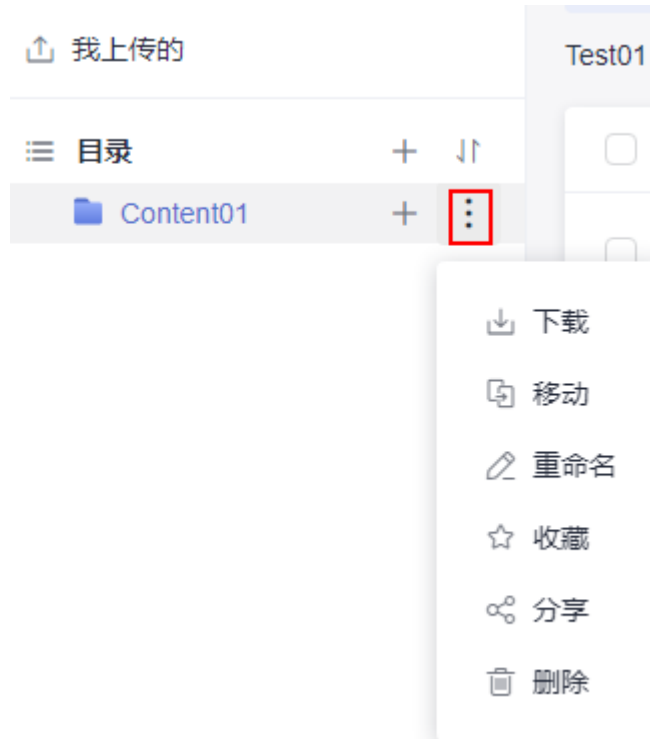 我上传的
Test01
目录
Content01
下载
移动
重命名
收藏
分享
删除